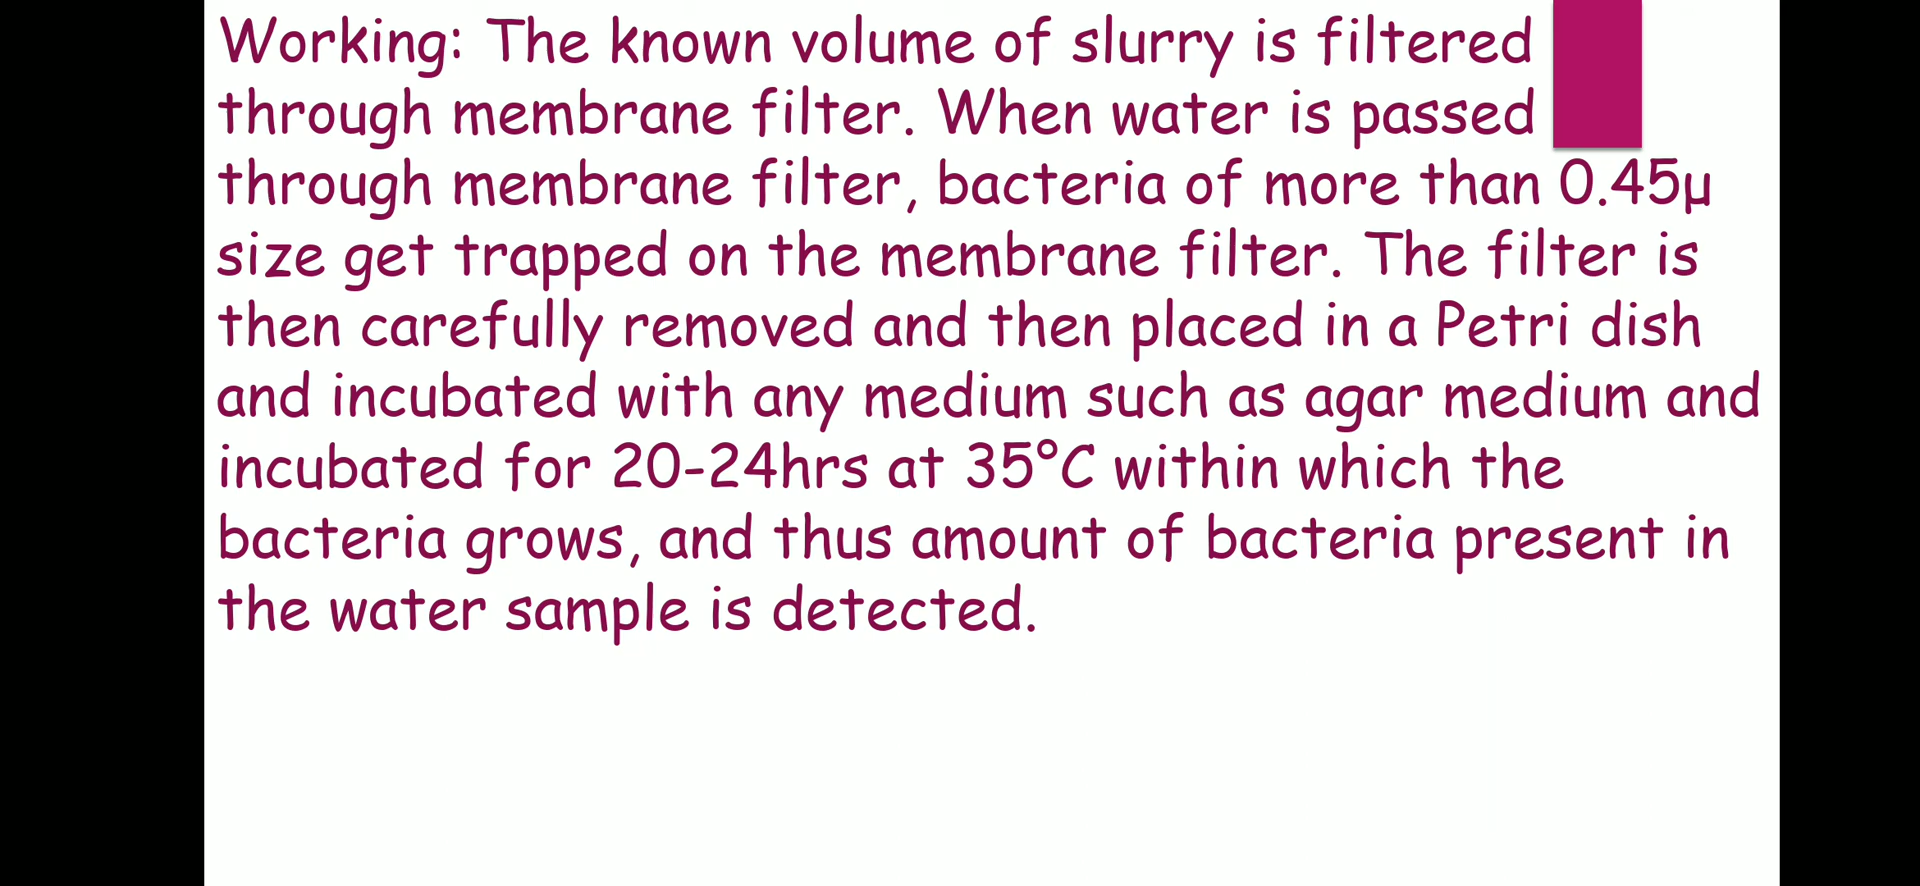 Working: The known volume of slurry is filtered
through membrane filter. When water is passed
through membrane filter, bacteria of more than 0.45μ
size get trapped on the membrane filter. The filter is
then carefully removed and then placed in a Petri dish
and incubated with any medium such as agar medium and
incubated for 20-24hrs at 35°C within which the
bacteria grows, and thus amount of bacteria present in
the water sample is detected.